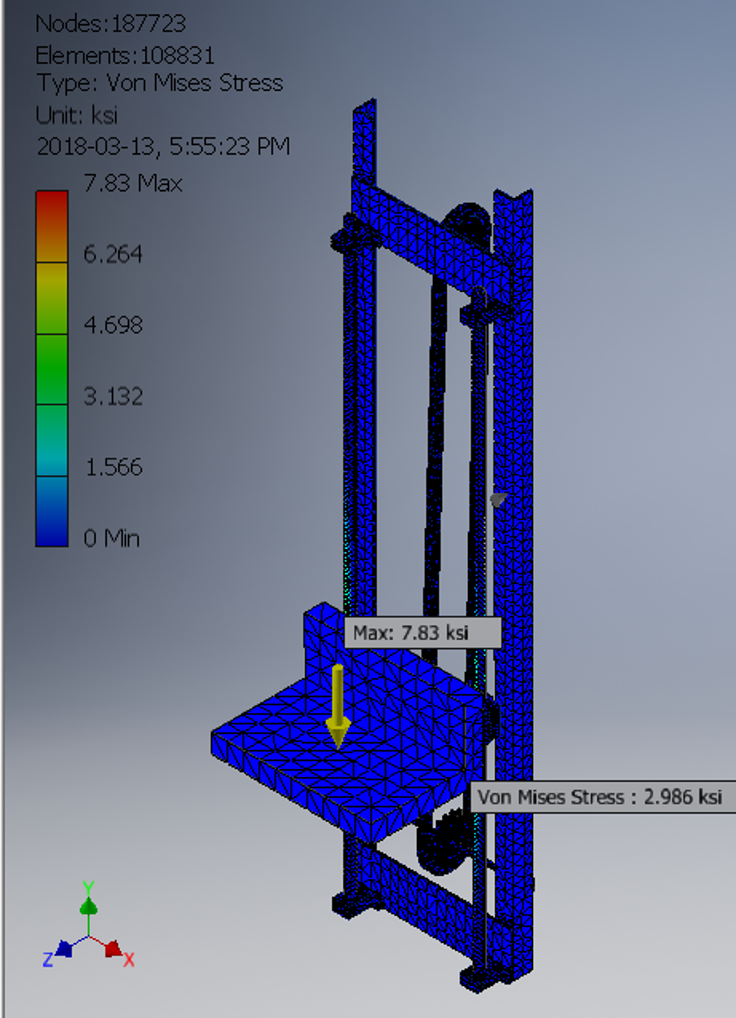 Nodes:187723
Elements:108831
Type: Von Mises Stress
Unit: ksi
2018-03-13, 5:55:23 PM
7.83 Max
6.264
4.698
3.132
1.566
0 Min
Max: 7.83 ksi
Von Mises Stress : 2.986 ksi
Y
Z
X